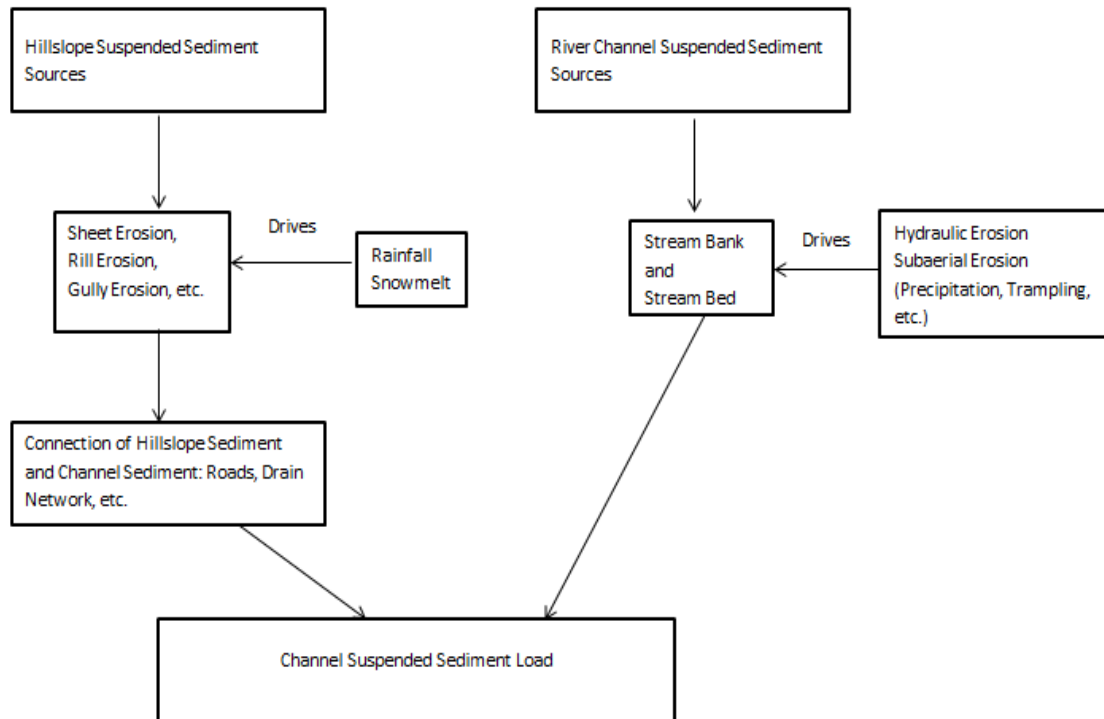 Hillslope Suspended Sediment
Sources
River Channel Suspended Sediment
Sources
Sheet Erosion,
Rill Erosion,
Gully Erosion, etc.
Drives
Rainfall
Snowmelt
Stream Bank
and
Stream Bed
Drives
Hydraulic Erosion
Subaerial Erosion
(Precipitation, Trampling,
etc.)
Connection of Hillslope Sediment
and Channel Sediment: Roads, Drain
Network, etc.
Channel Suspended Sediment Load